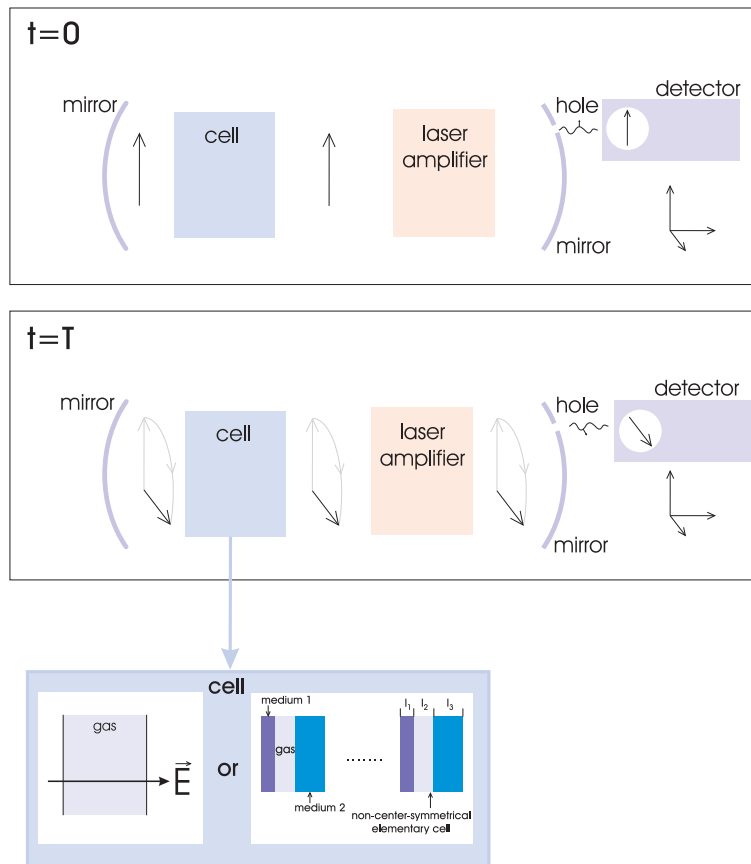 t=0
mirror
cell
laser
amplifier
hole
detector
mirror
t=T
mirror
cell
laser
amplifier
hole
detector
mirror
cell
gas
E
or
medium 1
gas
medium 2
.......
l1 l2 l3
non-center-symmetrical
elementary cell